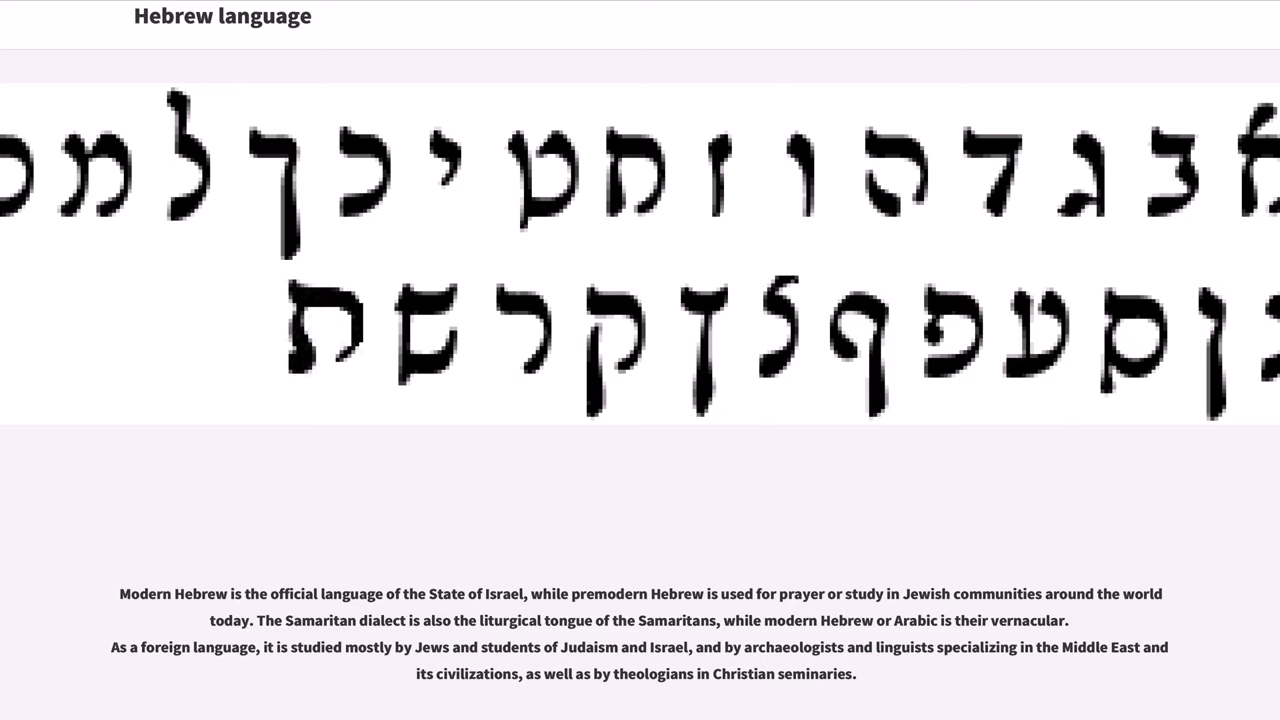 Hebrew language
ב ג ד ה ו ז ח ט י כ ך ל מ
ן ס ע פ ף צ ץ ק ר ש ת
Modern Hebrew is the official language of the State of Israel, while premodern Hebrew is used for prayer or study in Jewish communities around the world
today. The Samaritan dialect is also the liturgical tongue of the Samaritans, while modern Hebrew or Arabic is their vernacular.
As a foreign language, it is studied mostly by Jews and students of Judaism and Israel, and by archaeologists and linguists specializing in the Middle East and
its civilizations, as well as by theologians in Christian seminaries.